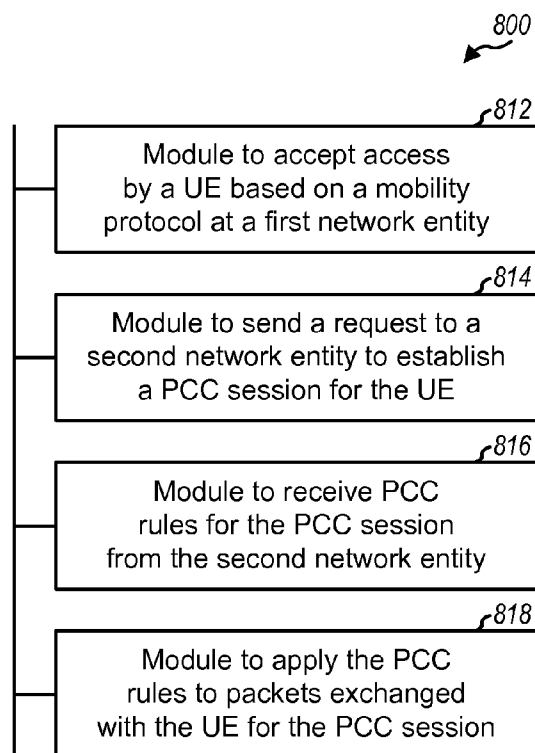 800
812
Module to accept access
by a UE based on a mobility
protocol at a first network entity
814
Module to send a request to a
second network entity to establish
a PCC session for the UE
816
Module to receive PCC
rules for the PCC session
from the second network entity
818
Module to apply the PCC
rules to packets exchanged
with the UE for the PCC session